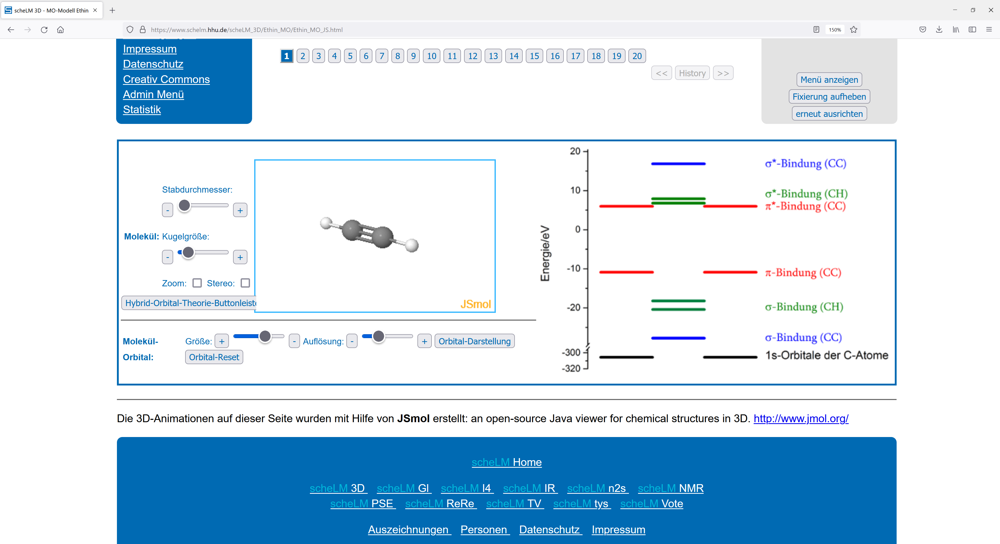 scheLM 3D - MO-Modell Ethin
https://www.schelm.hhu.de/scheLM_3D/Ethin_MO/Ethin_MO_JS.html
150%
Impressum
Datenschutz
Creativ Commons
Admin Menü
Statistik
1 2 3 4 5 6 7 8 9 10 11 12 13 14 15 16 17 18 19 20
<< History >>
Menü anzeigen
Fixierung aufheben
erneut ausrichten
Stabdurchmesser:
- +
Molekül: Kugelgröße:
- +
Zoom: Stereo:
Hybrid-Orbital-Theorie-Buttonleiste
JSmol
Molekül-Orbital:
Größe: + - Auflösung: - + Orbital-Darstellung
Orbital-Reset
Energie/eV
20
10
0
-10
-20
-300
-320
σ*-Bindung (CC)
σ*-Bindung (CH)
π*-Bindung (CC)
π-Bindung (CC)
σ-Bindung (CH)
σ-Bindung (CC)
1s-Orbitale der C-Atome
Die 3D-Animationen auf dieser Seite wurden mit Hilfe von JSmol erstellt: an open-source Java viewer for chemical structures in 3D. http://www.jmol.org/
scheLM Home
scheLM 3D scheLM Gl scheLM I4 scheLM IR scheLM n2s scheLM NMR
scheLM PSE scheLM ReRe scheLM TV scheLM tys scheLM Vote
Auszeichnungen Personen Datenschutz Impressum